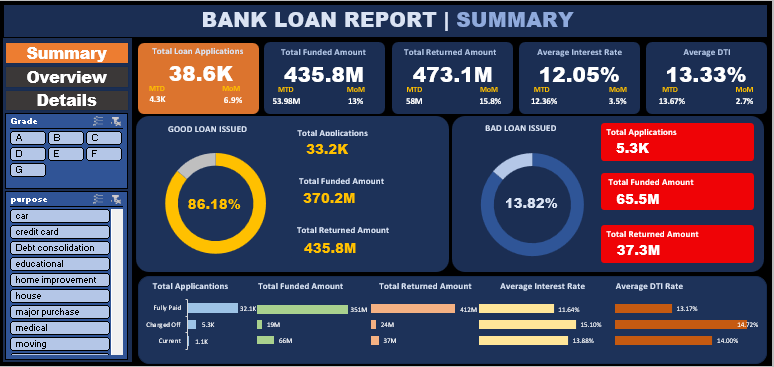 BANK LOAN REPORT | SUMMARY
Summary
Overview
Details
Grade
A B C
D E F
G
purpose
car
credit card
Debt consolidation
educational
home improvement
house
major purchase
medical
moving
Total Loan Applications
38.6K
MTD MoM
4.3K 6.9%
Total Funded Amount
435.8M
MTD MoM
53.98M 13%
Total Returned Amount
473.1M
MTD MoM
58M 15.8%
Average Interest Rate
12.05%
MTD MoM
12.36% 3.5%
Average DTI
13.33%
MTD MoM
13.67% 2.7%
GOOD LOAN ISSUED
86.18%
Total Applications
33.2K
Total Funded Amount
370.2M
Total Returned Amount
435.8M
BAD LOAN ISSUED
13.82%
Total Applications
5.3K
Total Funded Amount
65.5M
Total Returned Amount
37.3M
Total Applicantions Total Funded Amount Total Returned Amount Average Interest Rate Average DTI Rate
Fully Paid 32.1K 351M 412M 11.64% 13.17%
Charged Off 5.3K 19M 24M 15.10% 14.72%
Current 1.1K 66M 37M 13.88% 14.00%